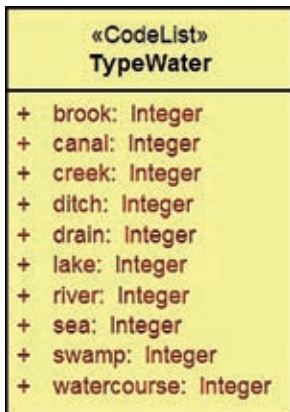 «CodeList»
TypeWater
+ brook: Integer
+ canal: Integer
+ creek: Integer
+ ditch: Integer
+ drain: Integer
+ lake: Integer
+ river: Integer
+ sea: Integer
+ swamp: Integer
+ watercourse: Integer